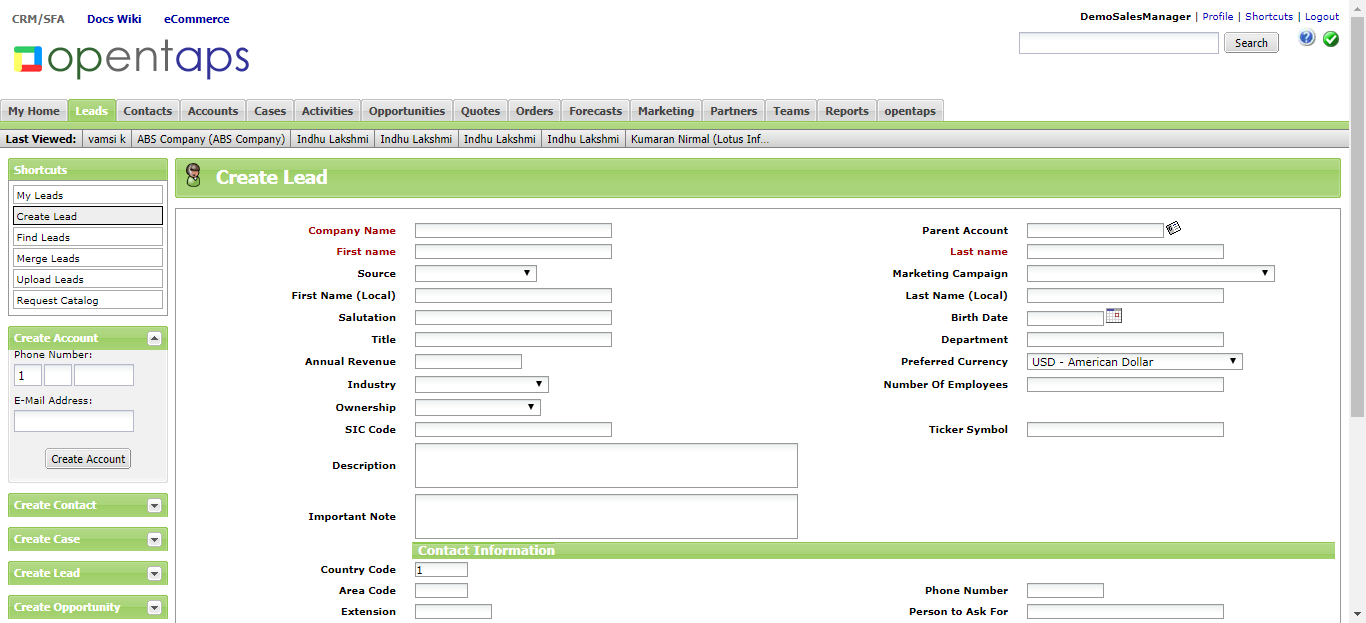 CRM/SFA Docs Wiki eCommerce
DemoSalesManager | Profile | Shortcuts | Logout
opentaps
Search
My Home Leads Contacts Accounts Cases Activities Opportunities Quotes Orders Forecasts Marketing Partners Teams Reports opentaps
Last Viewed: vamsi k ABS Company (ABS Company) Indhu Lakshmi Indhu Lakshmi Indhu Lakshmi Indhu Lakshmi Kumaran Nirmal (Lotus Inf...
Shortcuts
My Leads
Create Lead
Find Leads
Merge Leads
Upload Leads
Request Catalog
Create Account
Phone Number:
1
E-Mail Address:
Create Account
Create Contact
Create Case
Create Lead
Create Opportunity
Create Lead
Company Name Parent Account
First name Last name
Source Marketing Campaign
First Name (Local) Last Name (Local)
Salutation Birth Date
Title Department
Annual Revenue Preferred Currency USD - American Dollar
Industry Number Of Employees
Ownership
SIC Code Ticker Symbol
Description
Important Note
Contact Information
Country Code 1
Area Code Phone Number
Extension Person to Ask For